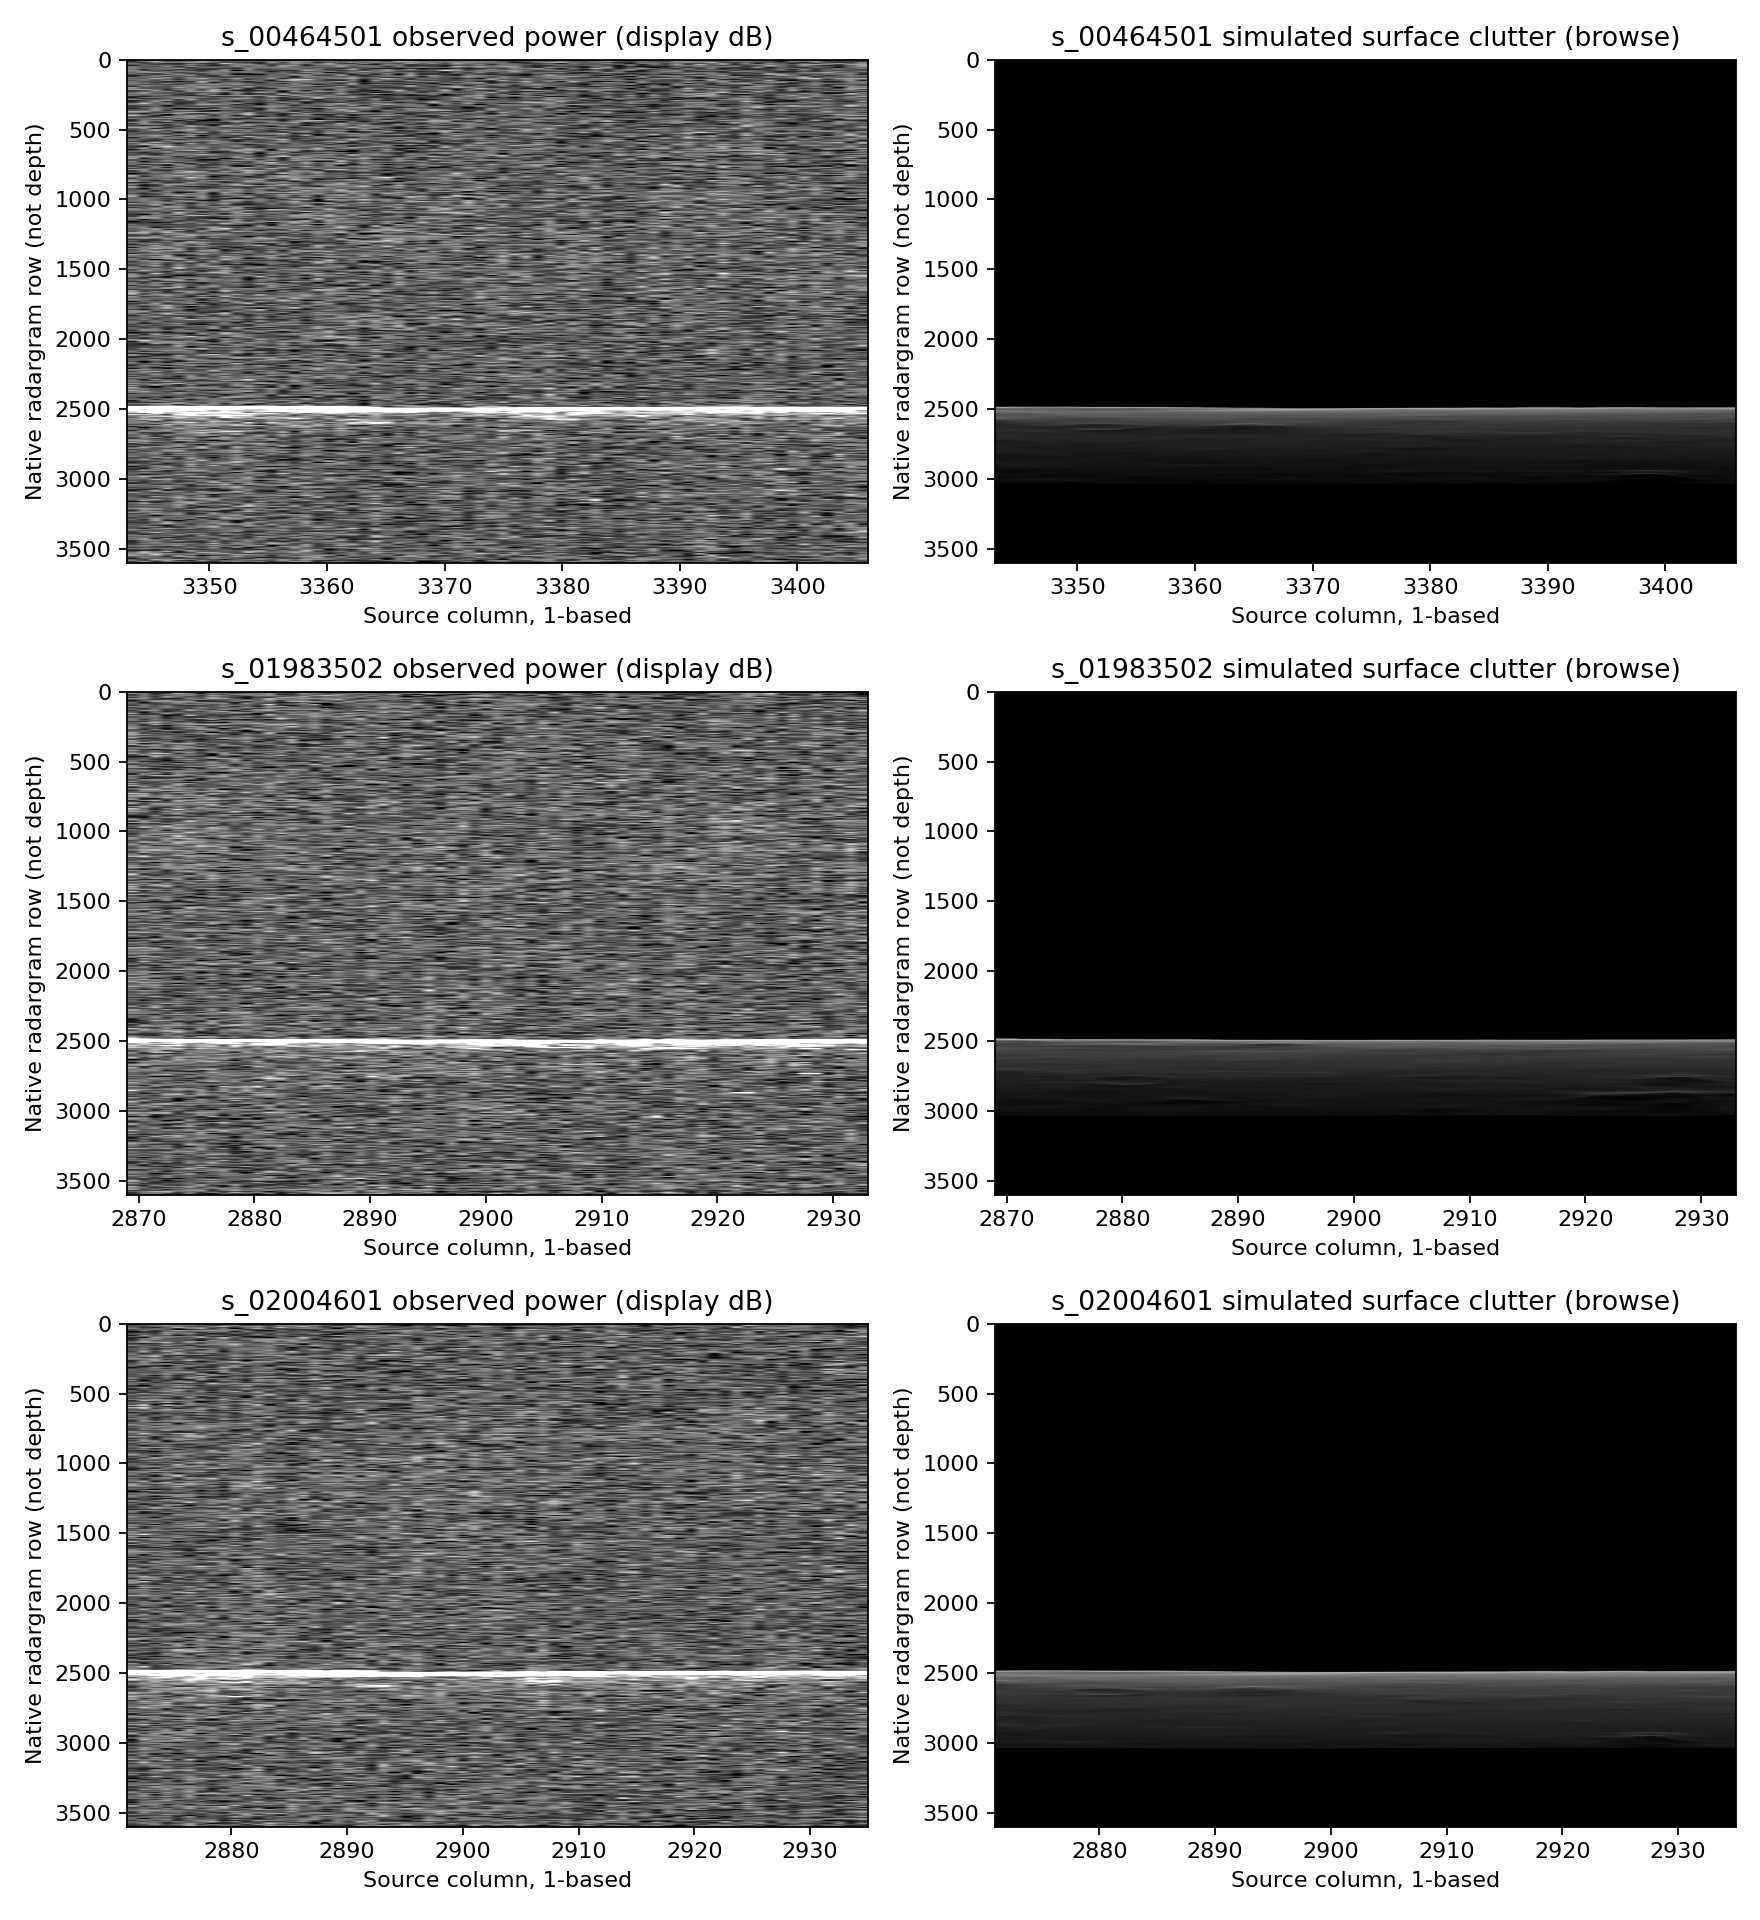 s_00464501 observed power (display dB)
s_00464501 simulated surface clutter (browse)
Native radargram row (not depth)
0
500
1000
1500
2000
2500
3000
3500
3350 3360 3370 3380 3390 3400
Source column, 1-based
Native radargram row (not depth)
0
500
1000
1500
2000
2500
3000
3500
3350 3360 3370 3380 3390 3400
Source column, 1-based
s_01983502 observed power (display dB)
s_01983502 simulated surface clutter (browse)
Native radargram row (not depth)
0
500
1000
1500
2000
2500
3000
3500
2870 2880 2890 2900 2910 2920 2930
Source column, 1-based
Native radargram row (not depth)
0
500
1000
1500
2000
2500
3000
3500
2870 2880 2890 2900 2910 2920 2930
Source column, 1-based
s_02004601 observed power (display dB)
s_02004601 simulated surface clutter (browse)
Native radargram row (not depth)
0
500
1000
1500
2000
2500
3000
3500
2880 2890 2900 2910 2920 2930
Source column, 1-based
Native radargram row (not depth)
0
500
1000
1500
2000
2500
3000
3500
2880 2890 2900 2910 2920 2930
Source column, 1-based